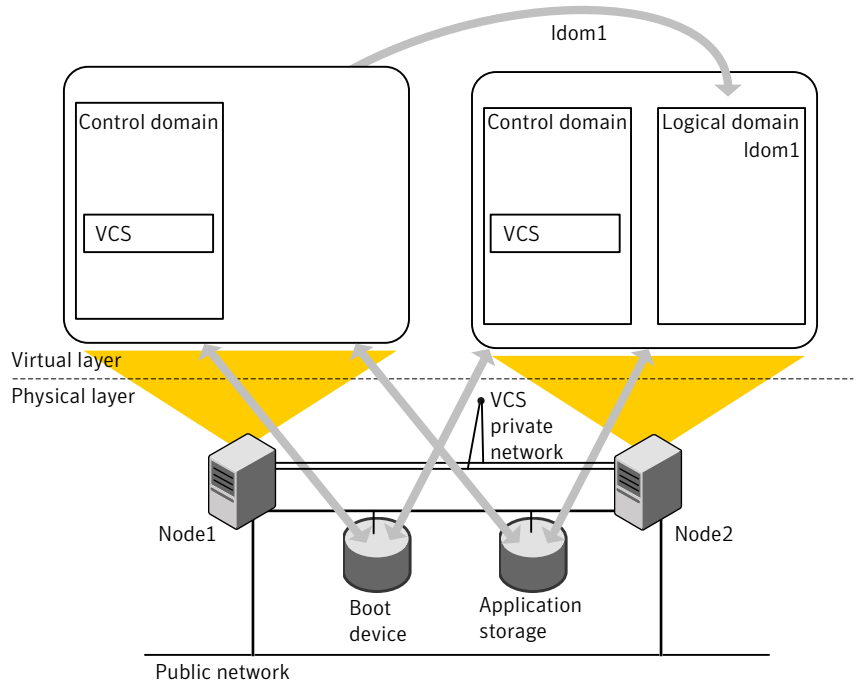 ldom1
Control domain
VCS
Control domain
VCS
Logical domain
ldom1
Virtual layer
Physical layer
VCS
private
network
Node1
Node2
Boot
device
Application
storage
Public network